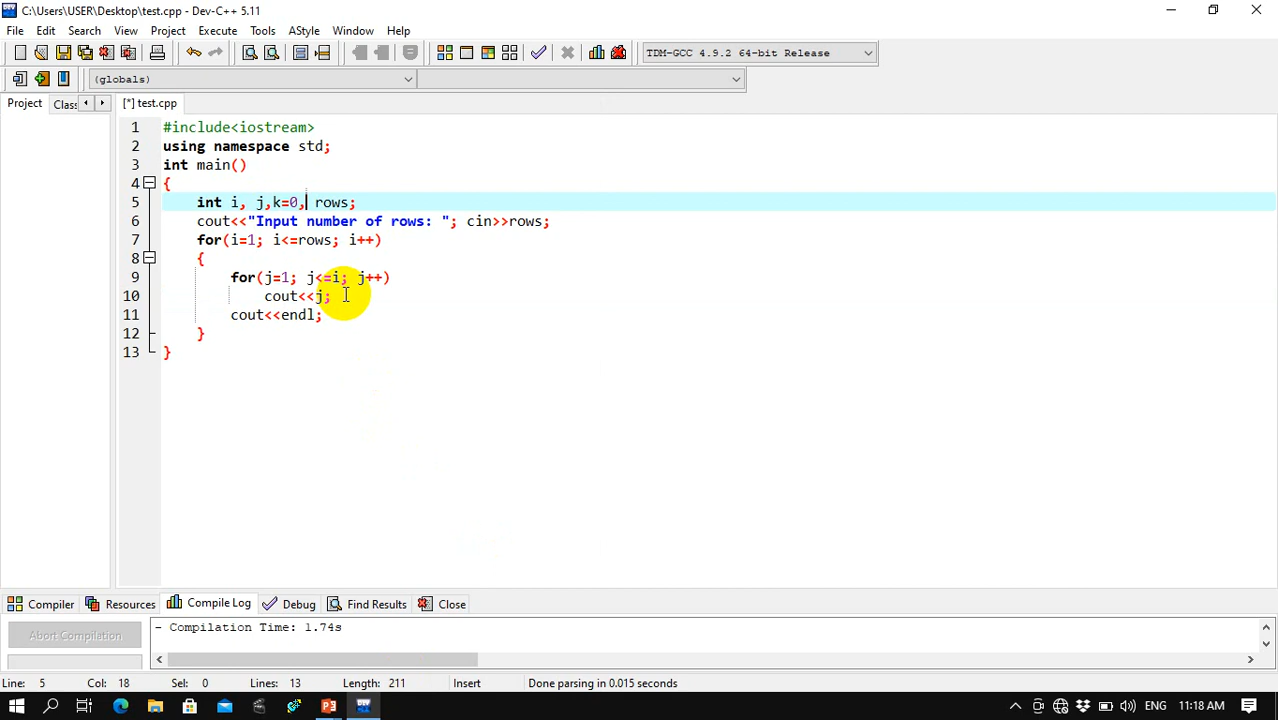 C:\Users\USER\Desktop\test.cpp - Dev-C++ 5.11
File Edit Search View Project Execute Tools AStyle Window Help
TDM-GCC 4.9.2 64-bit Release
(globals)
Project Clas [*] test.cpp
1 #include<iostream>
2 using namespace std;
3 int main()
4 {
5 int i, j,k=0, rows;
6 cout<<"Input number of rows: "; cin>>rows;
7 for(i=1; i<=rows; i++)
8 {
9 for(j=1; j<=i; j++)
10 cout<<j;
11 cout<<endl;
12 }
13 }
Compiler Resources Compile Log Debug Find Results Close
Abort Compilation - Compilation Time: 1.74s
Line: 5 Col: 18 Sel: 0 Lines: 13 Length: 211 Insert Done parsing in 0.015 seconds
DEV ENG 11:18 AM